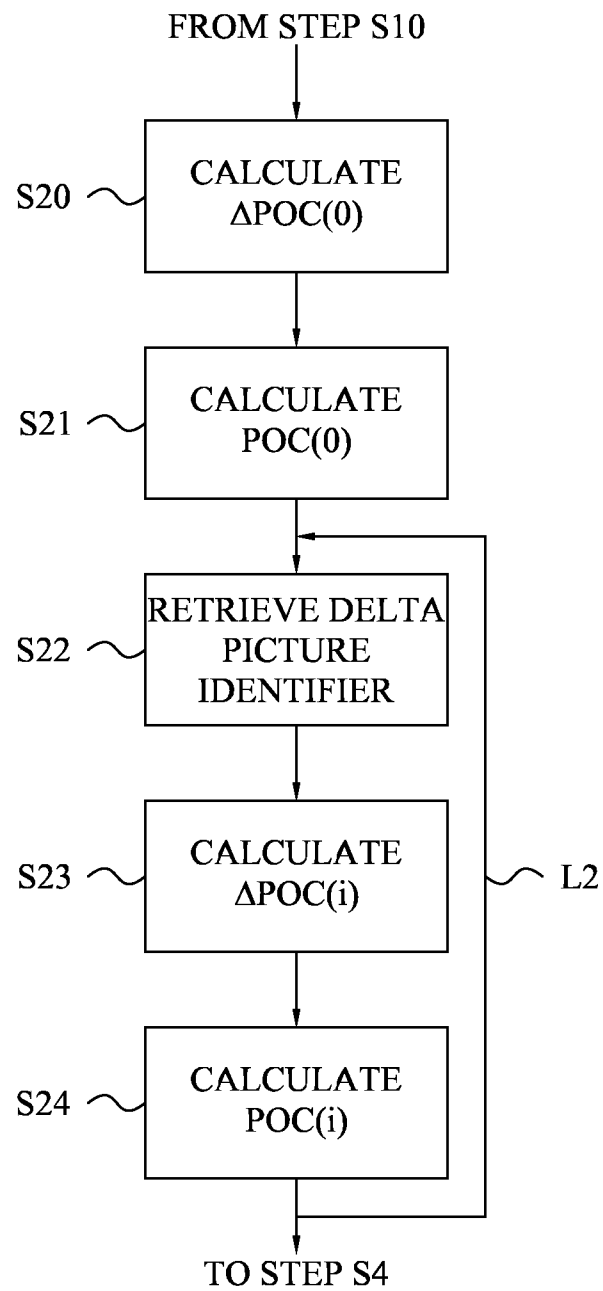 FROM STEP S10
CALCULATE
ΔPOC(0)
S20
CALCULATE
POC(0)
S21
RETRIEVE DELTA
PICTURE
IDENTIFIER
S22
CALCULATE
ΔPOC(i)
S23
L2
CALCULATE
POC(i)
S24
TO STEP S4